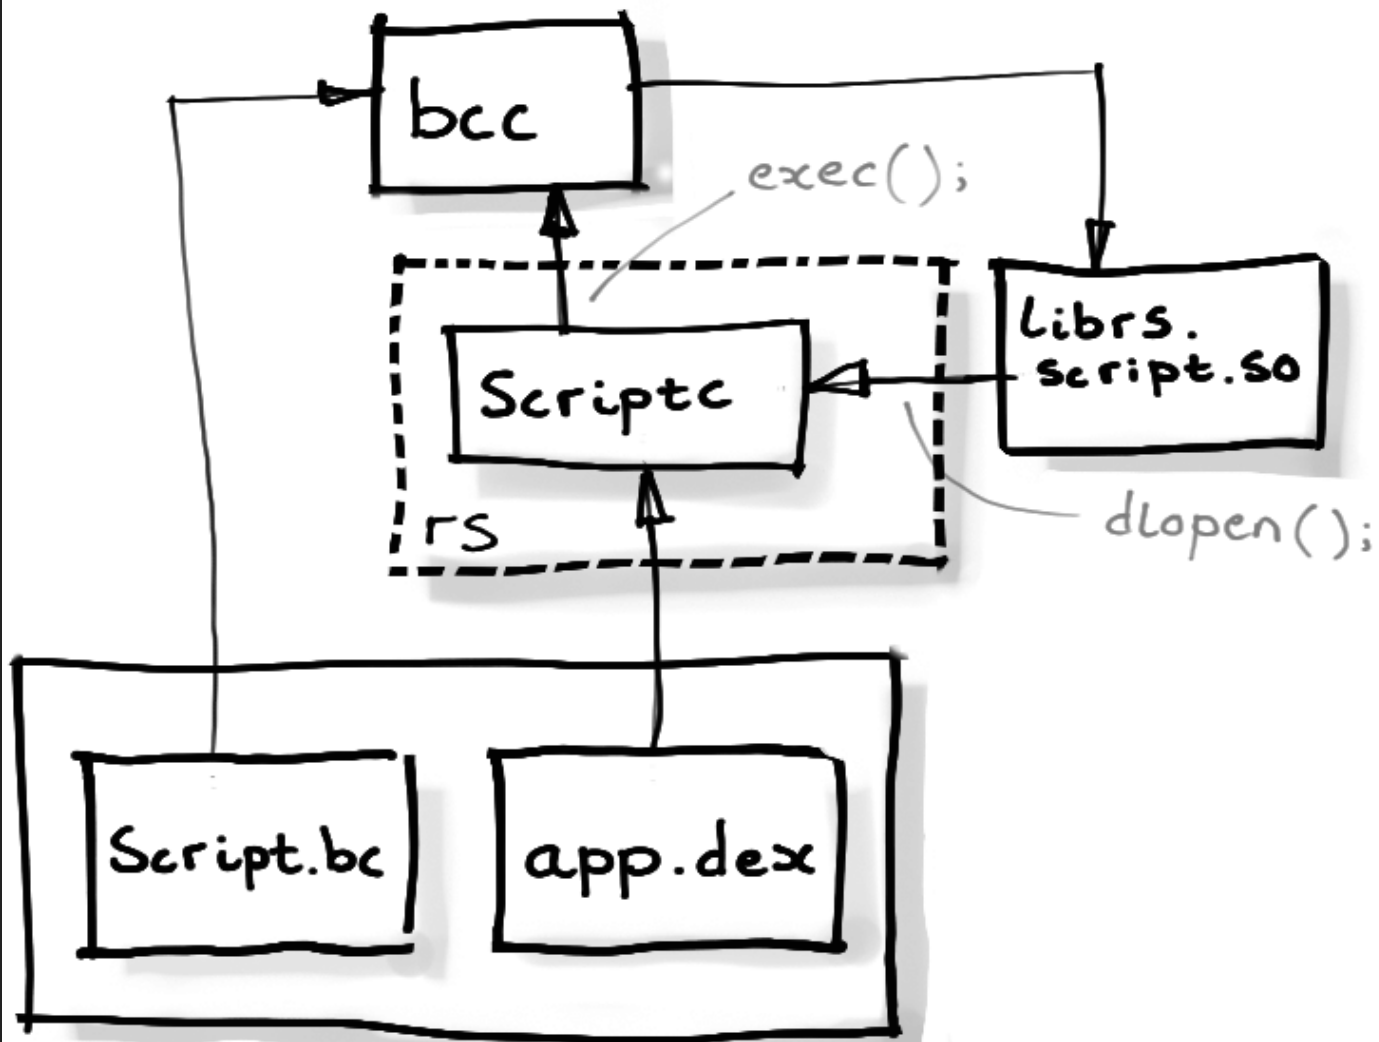 bcc
exec();
Librs.
script.so
Scriptc
rs
dlopen();
Script.bc
app.dex